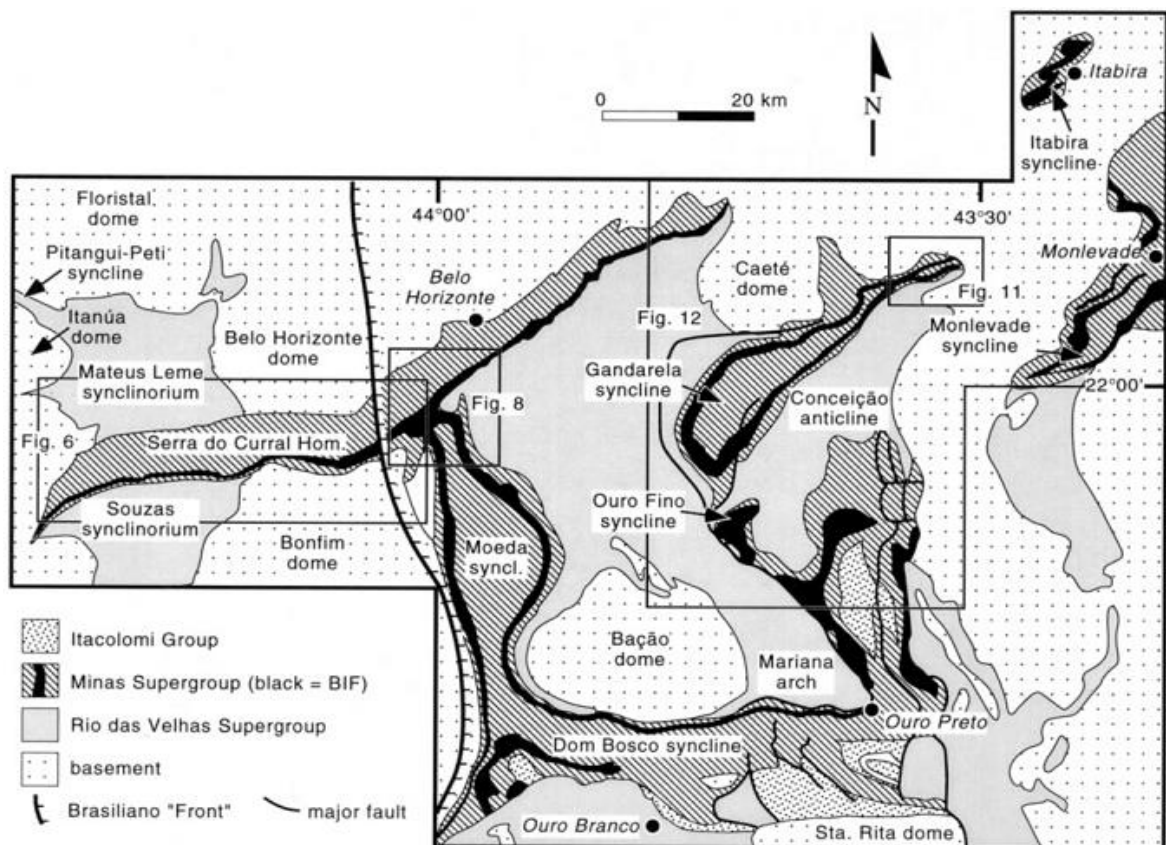 0 20 km
N
Itabira
Itabira
syncline
Floristal
dome
44°00'
43°30'
Pitangui-Peti
syncline
Itanúa
dome
Belo
Horizonte
Caeté
dome
Monlevade
Fig. 11
Fig. 12
Belo Horizonte
dome
Monlevade
syncline
Mateus Leme
synclinorium
Gandarela
syncline
22°00'
Conceição
anticline
Fig. 8
Fig. 6
Serra do Curral Hom.
Ouro Fino
syncline
Souzas
synclinorium
Bonfim
dome
Moeda
syncl.
Bação
dome
Mariana
arch
Ouro Preto
Dom Bosco syncline
Ouro Branco
Sta. Rita dome
Itacolomi Group
Minas Supergroup (black = BIF)
Rio das Velhas Supergroup
basement
Brasiliano "Front"
major fault